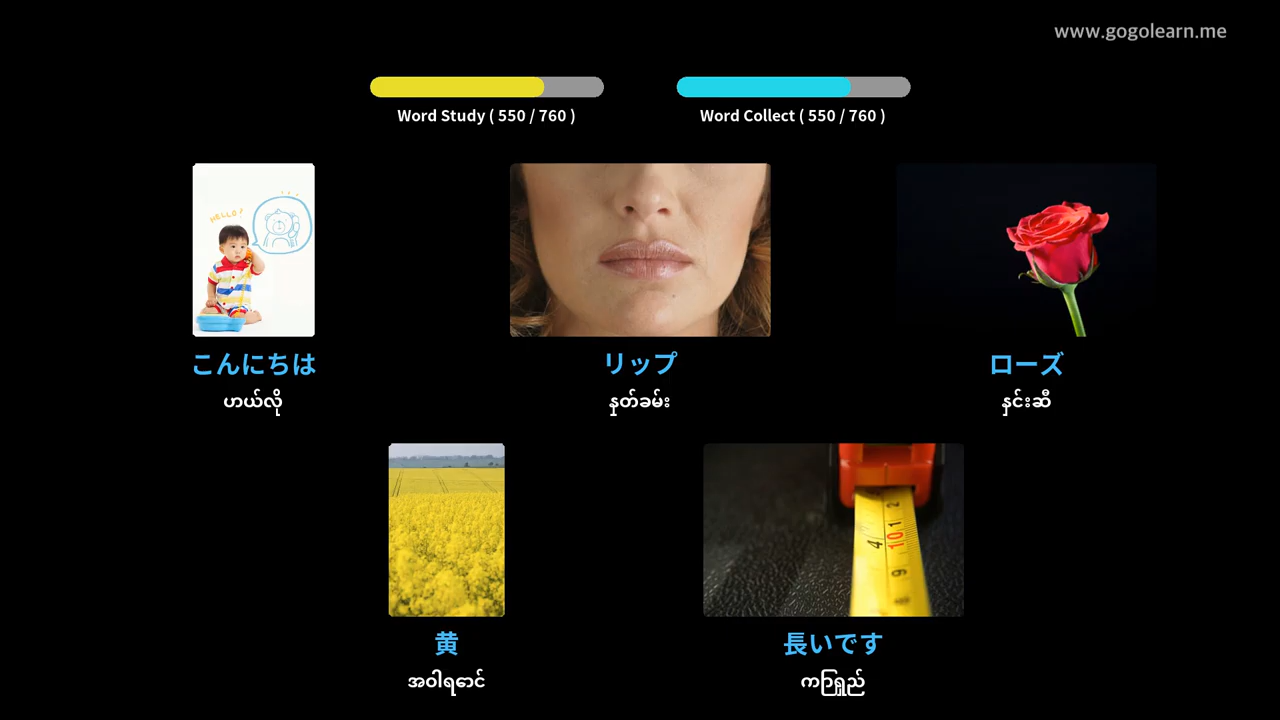 www.gogolearn.me
Word Study ( 550 / 760 )
Word Collect ( 550 / 760 )
HELLO?
こんにちは
ဟယ်လို
リップ
နှုတ်ခမ်း
ローズ
နှင်းဆီ
黄
အဝါရောင်
長いです
ကြာရှည်